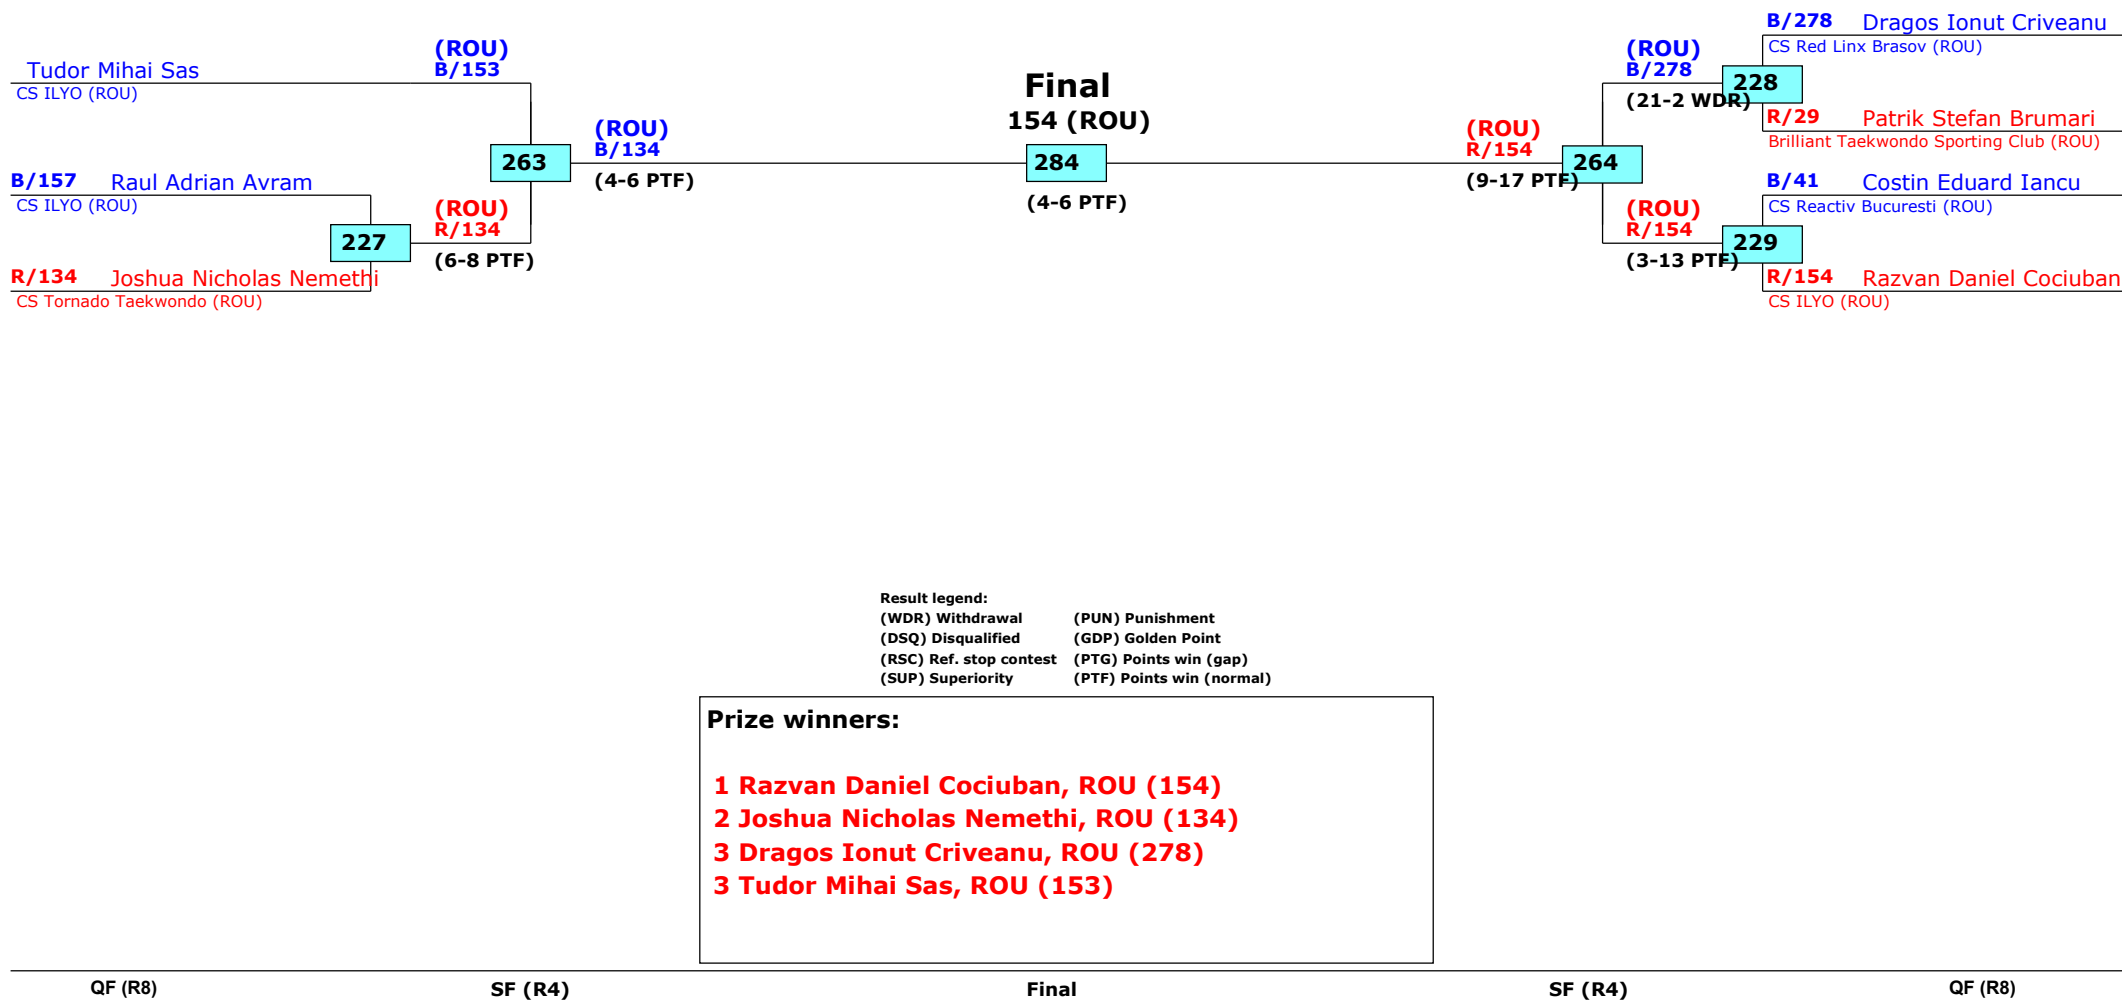 Tudor Mihai Sas
CS ILYO (ROU)
B/157 Raul Adrian Avram
CS ILYO (ROU)
R/134 Joshua Nicholas Nemethi
CS Tornado Taekwondo (ROU)
227
(ROU)
B/153
(ROU)
R/134
(6-8 PTF)
263
(ROU)
B/134
(4-6 PTF)
Final
154 (ROU)
284
(4-6 PTF)
(ROU)
R/154
(9-17 PTF)
264
(ROU)
B/278
(21-2 WDR)
(ROU)
R/154
(3-13 PTF)
228
229
B/278 Dragos Ionut Criveanu
CS Red Linx Brasov (ROU)
R/29 Patrik Stefan Brumari
Brilliant Taekwondo Sporting Club (ROU)
B/41 Costin Eduard Iancu
CS Reactiv Bucuresti (ROU)
R/154 Razvan Daniel Cociuban
CS ILYO (ROU)
Result legend:
(WDR) Withdrawal (PUN) Punishment
(DSQ) Disqualified (GDP) Golden Point
(RSC) Ref. stop contest (PTG) Points win (gap)
(SUP) Superiority (PTF) Points win (normal)
Prize winners:
1 Razvan Daniel Cociuban, ROU (154)
2 Joshua Nicholas Nemethi, ROU (134)
3 Dragos Ionut Criveanu, ROU (278)
3 Tudor Mihai Sas, ROU (153)
QF (R8) SF (R4) Final SF (R4) QF (R8)